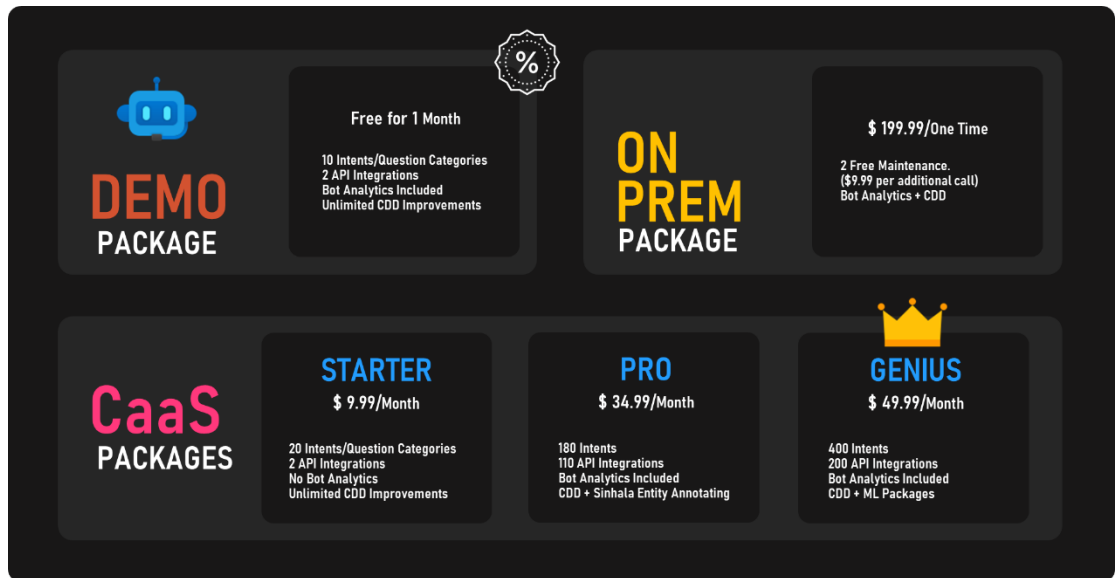 %
Free for 1 Month
10 Intents/Question Categories
2 API Integrations
Bot Analytics Included
Unlimited CDD Improvements
DEMO
PACKAGE
$ 199.99/One Time
2 Free Maintenance.
($9.99 per additional call)
Bot Analytics + CDD
ON
PREM
PACKAGE
CaaS
PACKAGES
STARTER
$ 9.99/Month
20 Intents/Question Categories
2 API Integrations
No Bot Analytics
Unlimited CDD Improvements
PRO
$ 34.99/Month
180 Intents
110 API Integrations
Bot Analytics Included
CDD + Sinhala Entity Annotating
GENIUS
$ 49.99/Month
400 Intents
200 API Integrations
Bot Analytics Included
CDD + ML Packages